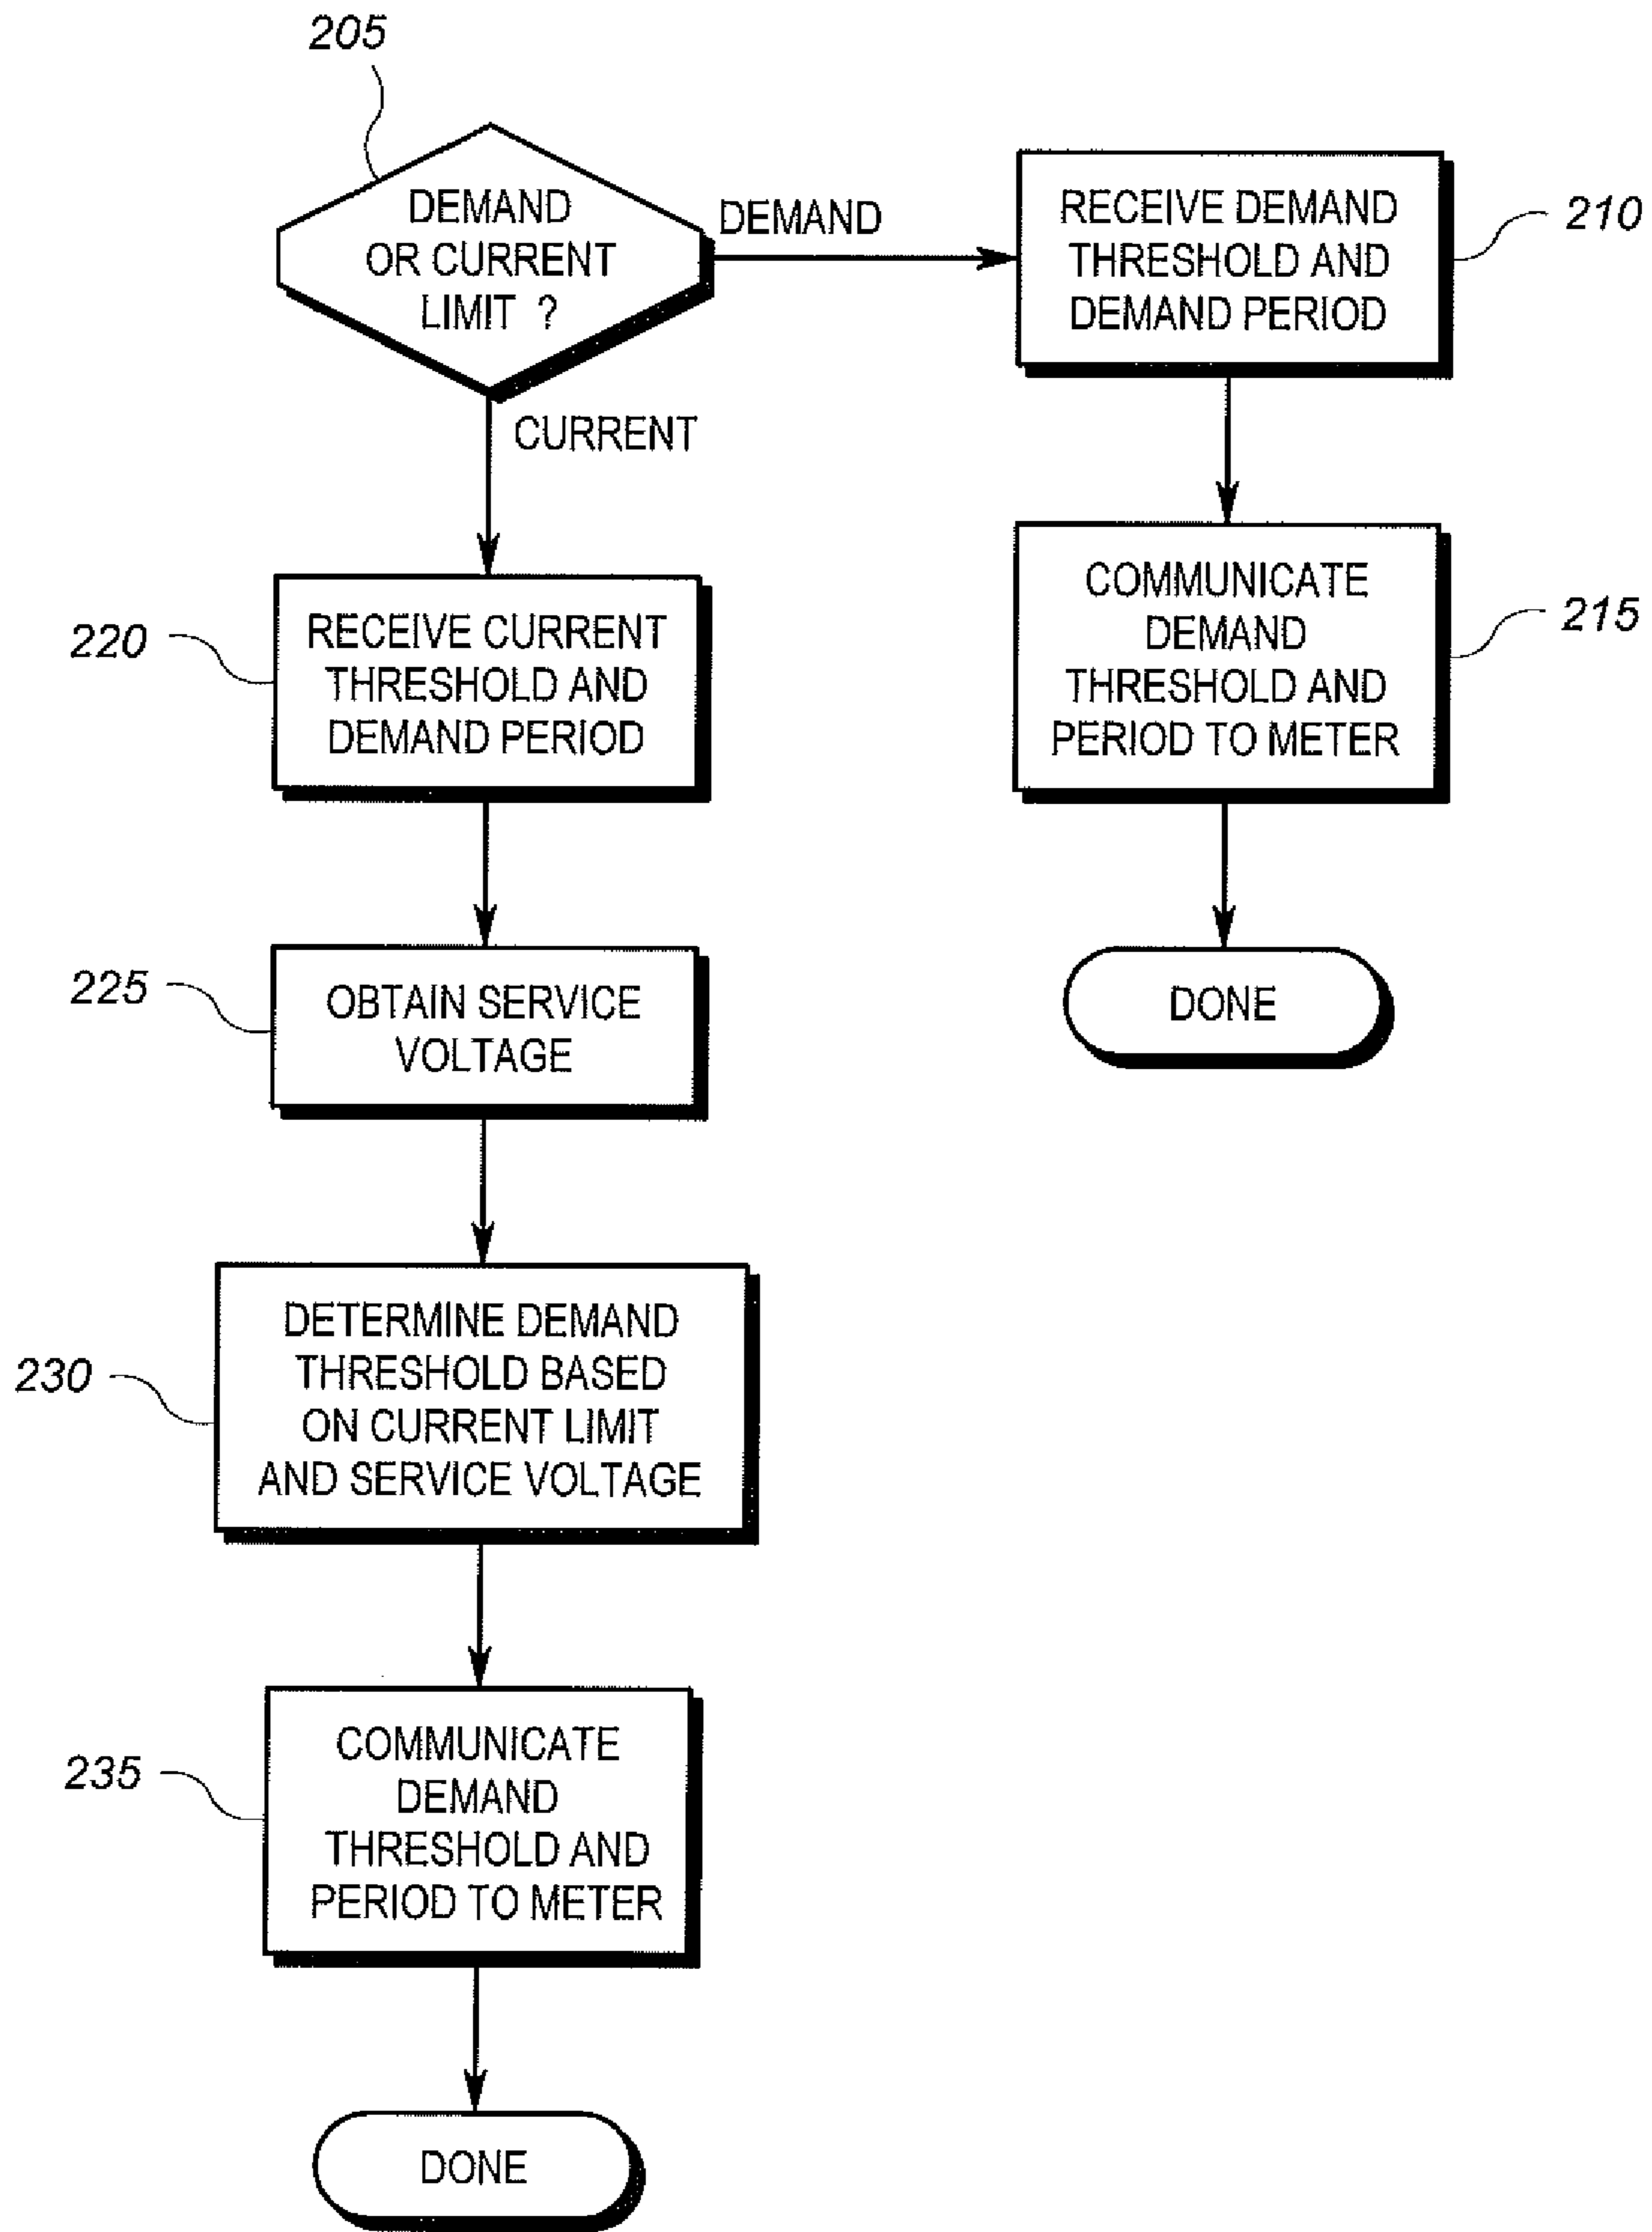 205
DEMAND
OR CURRENT
LIMIT ?
DEMAND
RECEIVE DEMAND
THRESHOLD AND
DEMAND PERIOD
210
CURRENT
COMMUNICATE
DEMAND
THRESHOLD AND
PERIOD TO METER
215
DONE
220
RECEIVE CURRENT
THRESHOLD AND
DEMAND PERIOD
225
OBTAIN SERVICE
VOLTAGE
230
DETERMINE DEMAND
THRESHOLD BASED
ON CURRENT LIMIT
AND SERVICE VOLTAGE
235
COMMUNICATE
DEMAND
THRESHOLD AND
PERIOD TO METER
DONE